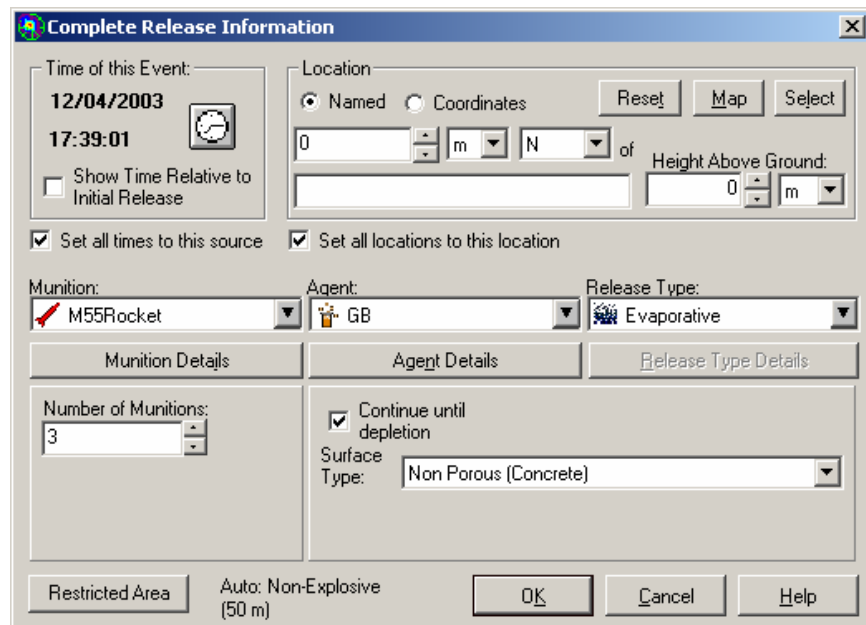 Complete Release Information
Time of this Event:
12/04/2003
17:39:01
Show Time Relative to
Initial Release
Location
Named Coordinates Reset Map Select
0 m N of
Height Above Ground:
0 m
Set all times to this source Set all locations to this location
Munition: Agent: Release Type:
M55Rocket GB Evaporative
Munition Details Agent Details Release Type Details
Number of Munitions:
3
Continue until
depletion
Surface
Type:
Non Porous (Concrete)
Restricted Area
Auto: Non-Explosive
(50 m)
OK Cancel Help